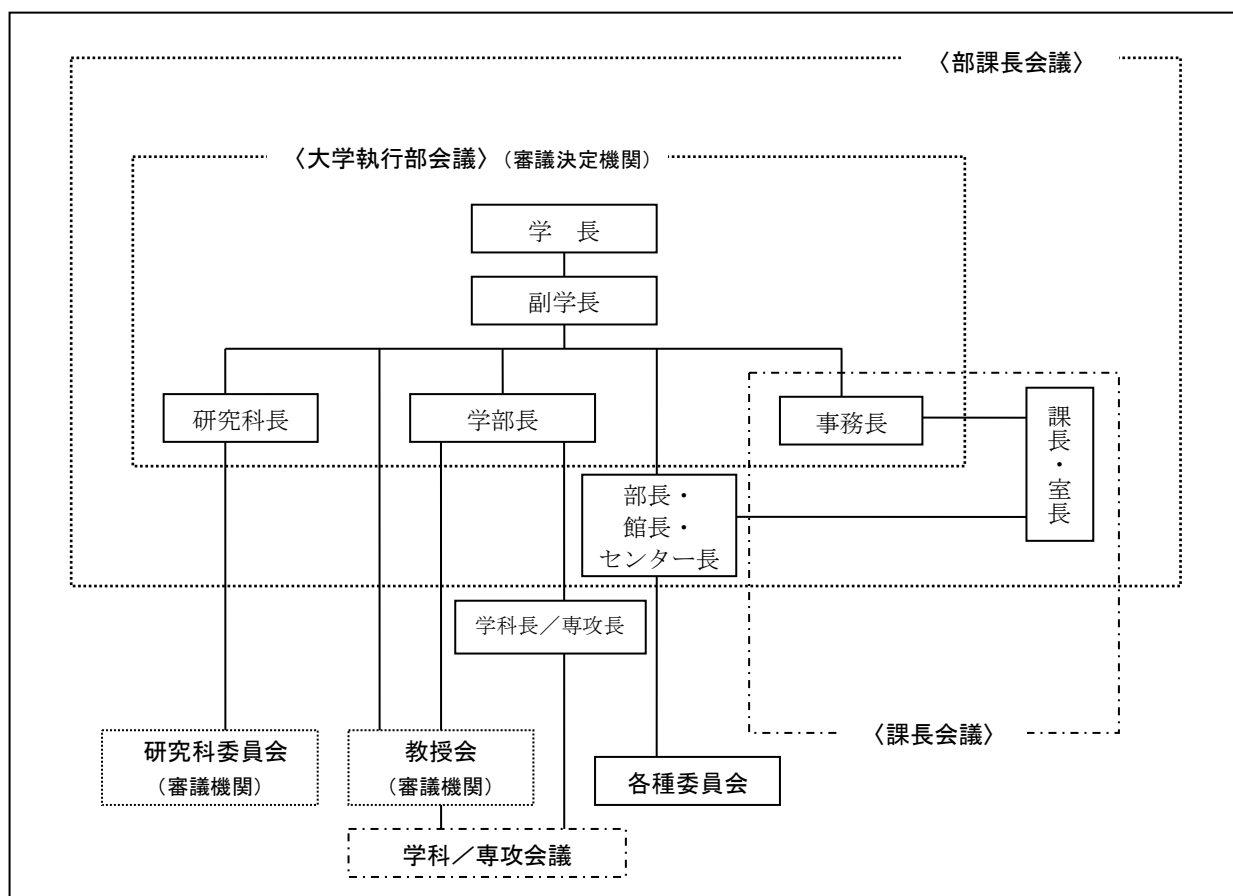 〈部課長会議〉
〈大学執行部会議〉（審議決定機関）
学　長
副学長
研究科長
学部長
事務長
課長・室長
部長・
館長・
センター長
学科長／専攻長
〈課長会議〉
研究科委員会
（審議機関）
教授会
（審議機関）
各種委員会
学科／専攻会議